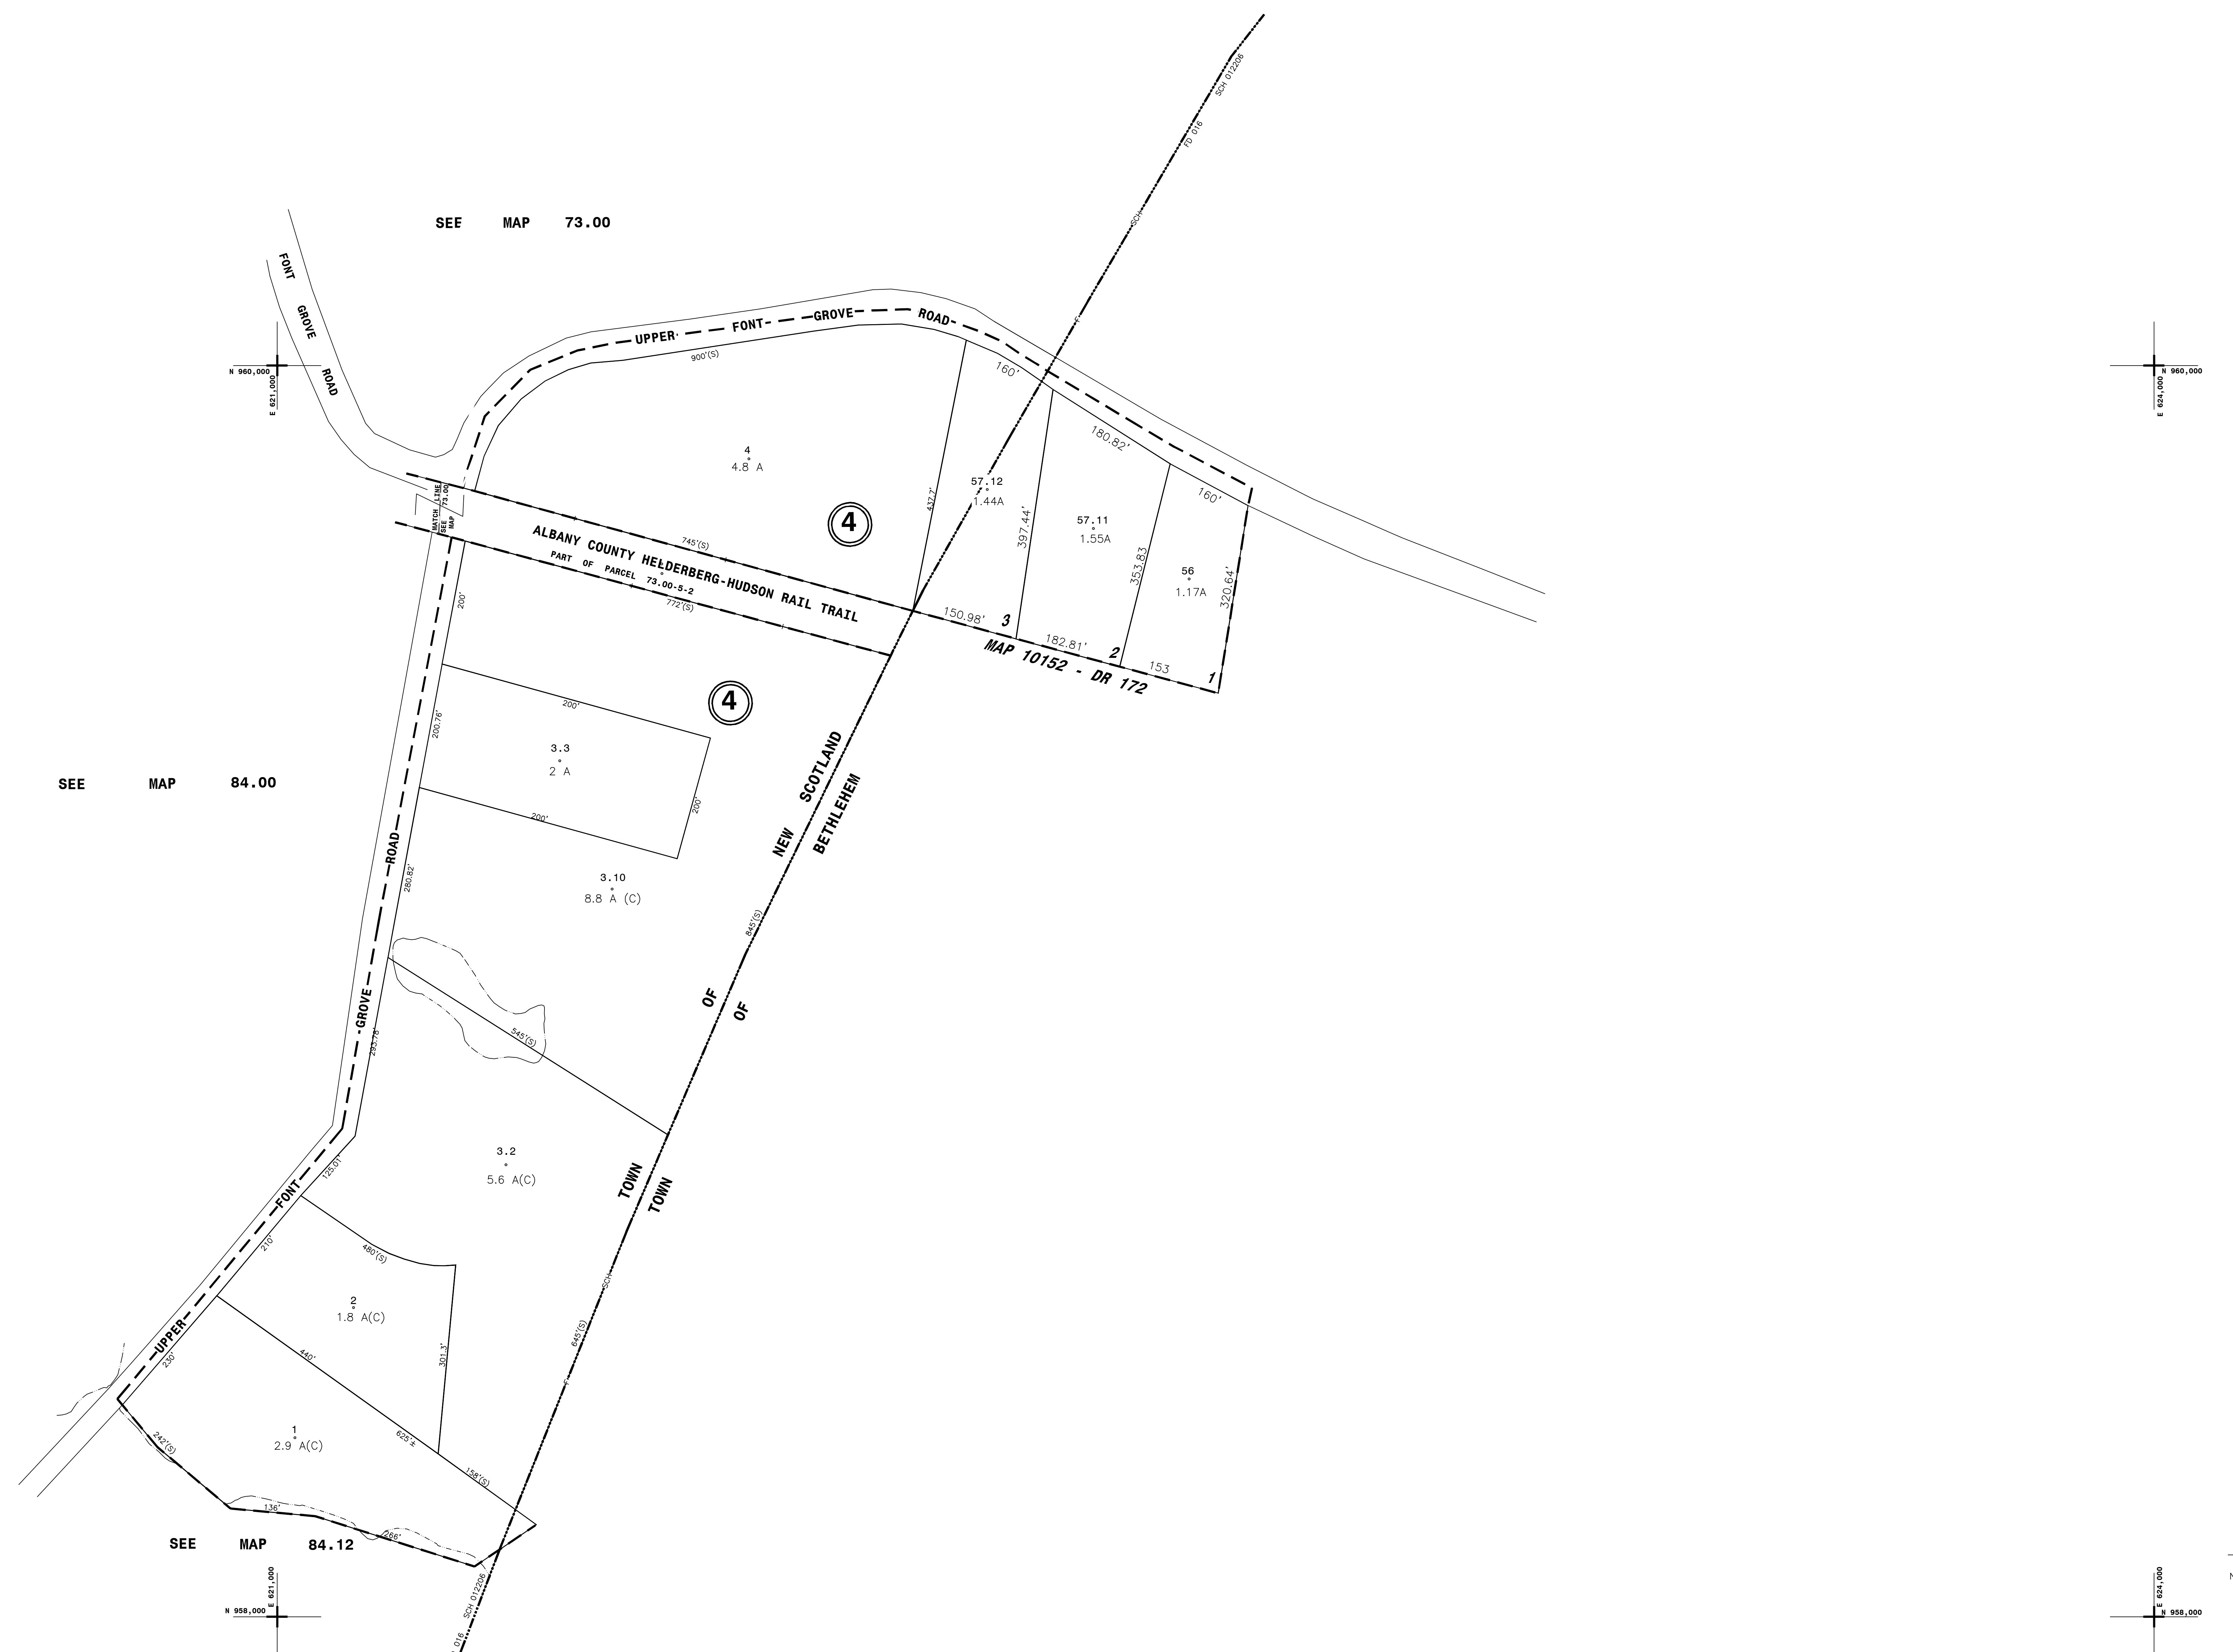 SCH 012206
FD 016
SCH
F
SEE MAP 73.00
FONT GROVE ROAD
UPPER FONT GROVE ROAD
900'(S)
N 960,000
E 621,000
N 960,000
E 624,000
160'
180.82'
160'
4
4.8 A
437.7'
57.12
1.44A
397.44'
57.11
1.55A
353.83
56
1.17A
320.64'
4
MATCH LINE
SEE 73.00
MAP
745'(S)
ALBANY COUNTY HELDERBERG-HUDSON RAIL TRAIL
PART OF PARCEL 73.00-5-2
772'(S)
150.98'
3
182.81'
2
153
1
MAP 10152 - DR 172
200'
200'
4
200.76'
3.3
2 A
200'
200'
SEE MAP 84.00
TOWN OF NEW SCOTLAND
TOWN OF BETHLEHEM
3.10
8.8 A (C)
280.82'
845'(S)
UPPER FONT GROVE ROAD
293.78'
545'(S)
3.2
5.6 A(C)
125.01'
210'
480'(S)
SCH
2
1.8 A(C)
301.3'
645'(S)
230'
440'
F
1
2.9 A(C)
242'(S)
625'±
158'(S)
136'
266'
SEE MAP 84.12
N 958,000
E 621,000
SCH 012206
016
N 958,000
E 624,000